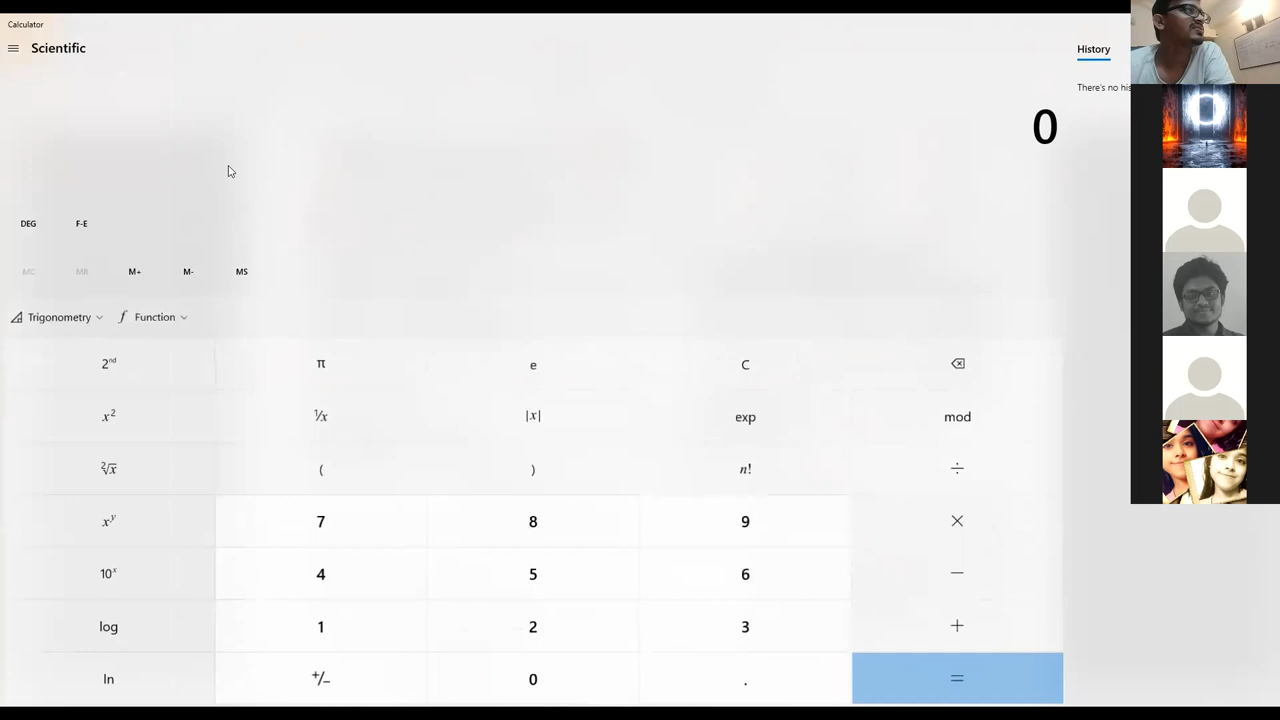 Calculator
Scientific
History
There's no his
0
DEG F-E
MC MR M+ M- MS
Trigonometry f Function
2nd π e C
x2 1/x |x| exp mod
2√x ( ) n! ÷
xy 7 8 9 ×
10x 4 5 6 −
log 1 2 3 +
ln +/− 0 . =